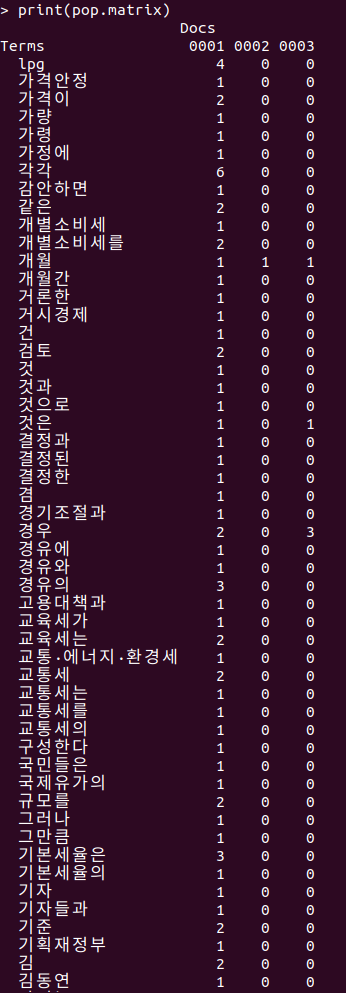 > print(pop.matrix)
Docs
Terms 0001 0002 0003
lpg 4 0 0
가격안정 1 0 0
가격이 2 0 0
가량 1 0 0
가령 1 0 0
가정에 1 0 0
각각 6 0 0
감안하면 1 0 0
같은 2 0 0
개별소비세 1 0 0
개별소비세를 2 0 0
개월 1 1 1
개월간 1 0 0
거론한 1 0 0
거시경제 1 0 0
건 1 0 0
검토 2 0 0
것 1 0 0
것과 1 0 0
것으로 1 0 0
것은 1 0 1
결정과 1 0 0
결정된 1 0 0
결정한 1 0 0
겸 1 0 0
경기조절과 1 0 0
경우 2 0 3
경유에 1 0 0
경유와 1 0 0
경유의 3 0 0
고용대책과 1 0 0
교육세가 1 0 0
교육세는 2 0 0
교통·에너지·환경세 1 0 0
교통세 2 0 0
교통세는 1 0 0
교통세를 1 0 0
교통세의 1 0 0
구성한다 1 0 0
국민들은 1 0 0
국제유가의 1 0 0
규모를 2 0 0
그러나 1 0 0
그만큼 1 0 0
기본세율은 3 0 0
기본세율의 1 0 0
기자 1 0 0
기자들과 1 0 0
기준 2 0 0
기획재정부 1 0 0
김 2 0 0
김동연 1 0 0